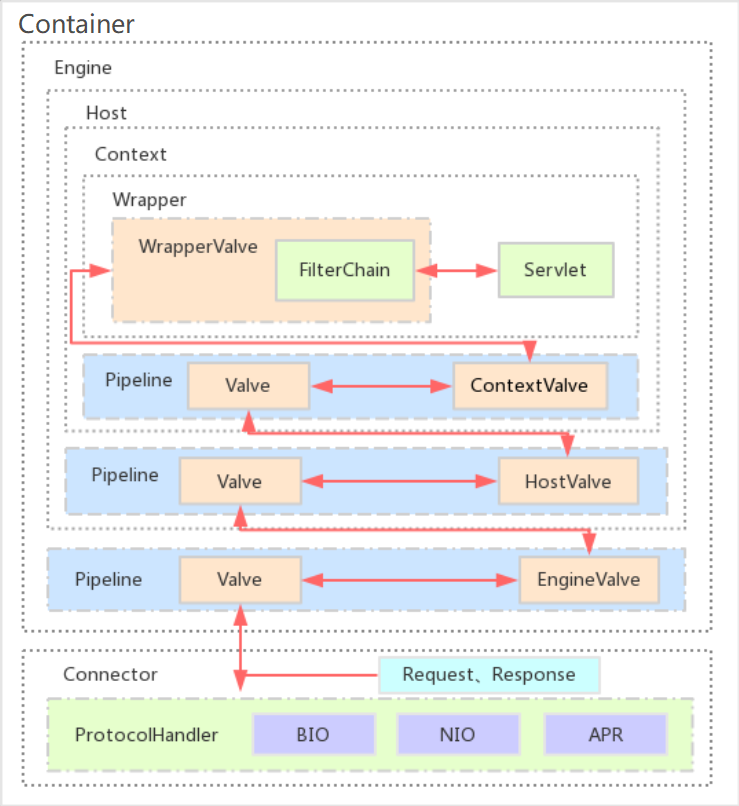 Container
Engine
Host
Context
Wrapper
WrapperValve
FilterChain
Servlet
Pipeline
Valve
ContextValve
Pipeline
Valve
HostValve
Pipeline
Valve
EngineValve
Connector
Request、Response
ProtocolHandler
BIO
NIO
APR